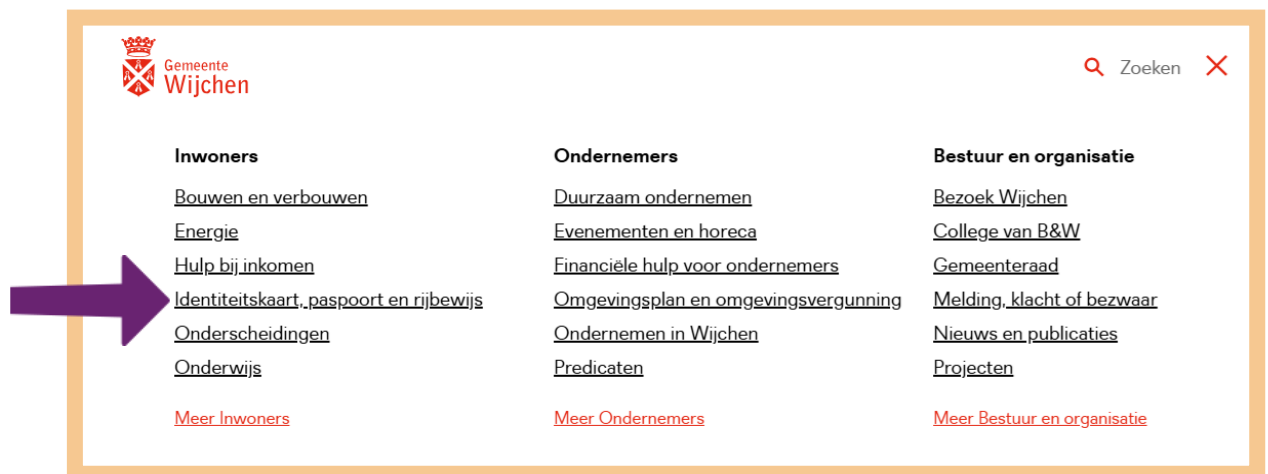 Gemeente
Wijchen
Zoeken
Inwoners
Bouwen en verbouwen
Energie
Hulp bij inkomen
Identiteitskaart, paspoort en rijbewijs
Onderscheidingen
Onderwijs
Meer Inwoners
Ondernemers
Duurzaam ondernemen
Evenementen en horeca
Financiële hulp voor ondernemers
Omgevingsplan en omgevingsvergunning
Ondernemen in Wijchen
Predicaten
Meer Ondernemers
Bestuur en organisatie
Bezoek Wijchen
College van B&W
Gemeenteraad
Melding, klacht of bezwaar
Nieuws en publicaties
Projecten
Meer Bestuur en organisatie